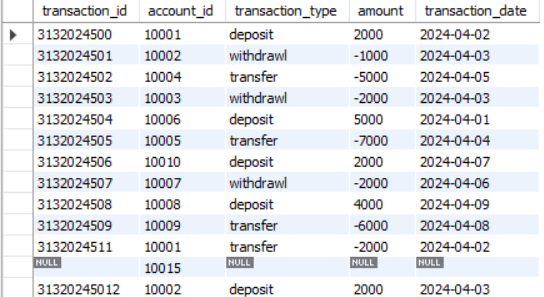 transaction_id account_id transaction_type amount transaction_date
3132024500 10001 deposit 2000 2024-04-02
3132024501 10002 withdrawl -1000 2024-04-03
3132024502 10004 transfer -5000 2024-04-05
3132024503 10003 withdrawl -2000 2024-04-03
3132024504 10006 deposit 5000 2024-04-01
3132024505 10005 transfer -7000 2024-04-04
3132024506 10010 deposit 2000 2024-04-07
3132024507 10007 withdrawl -2000 2024-04-06
3132024508 10008 deposit 4000 2024-04-09
3132024509 10009 transfer -6000 2024-04-08
3132024511 10001 transfer -2000 2024-04-02
NULL 10015 NULL NULL NULL
31320245012 10002 deposit 2000 2024-04-03